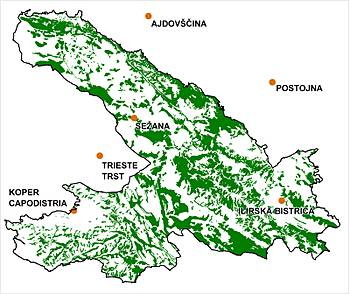 AJDOVŠČINA
POSTOJNA
SEŽANA
TRIESTE
TRST
KOPER
CAPODISTRIA
ILIRSKA BISTRICA